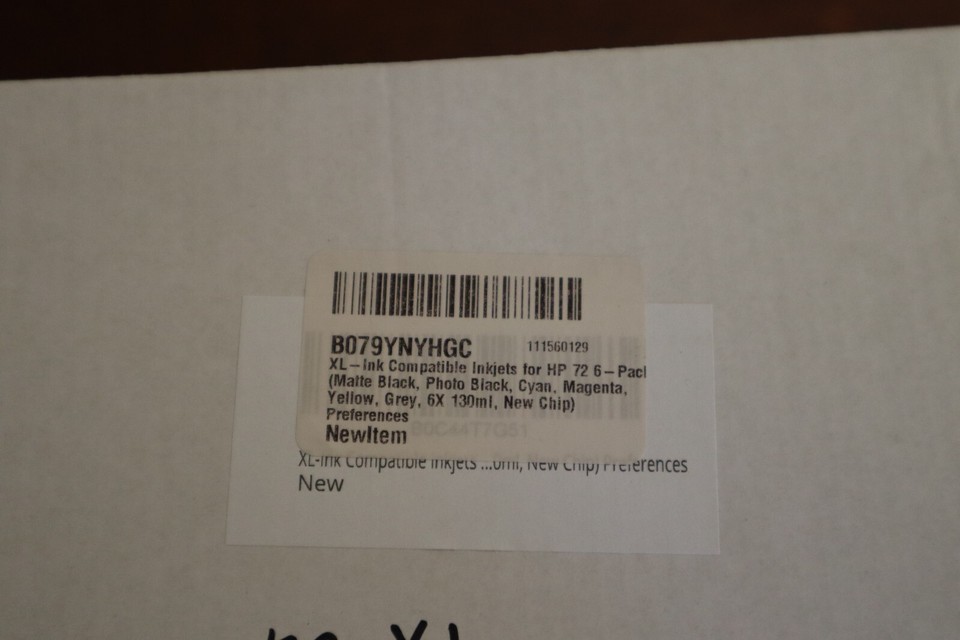 B079YNYHGC 111560129
XL-Ink Compatible Inkjets for HP 72 6-Pacl
(Matte Black, Photo Black, Cyan, Magenta,
Yellow, Grey, 6X 130ml, New Chip)
Preferences
NewItem
XL-Ink Compatible Inkjets ...0ml, New Chip) Preferences
New